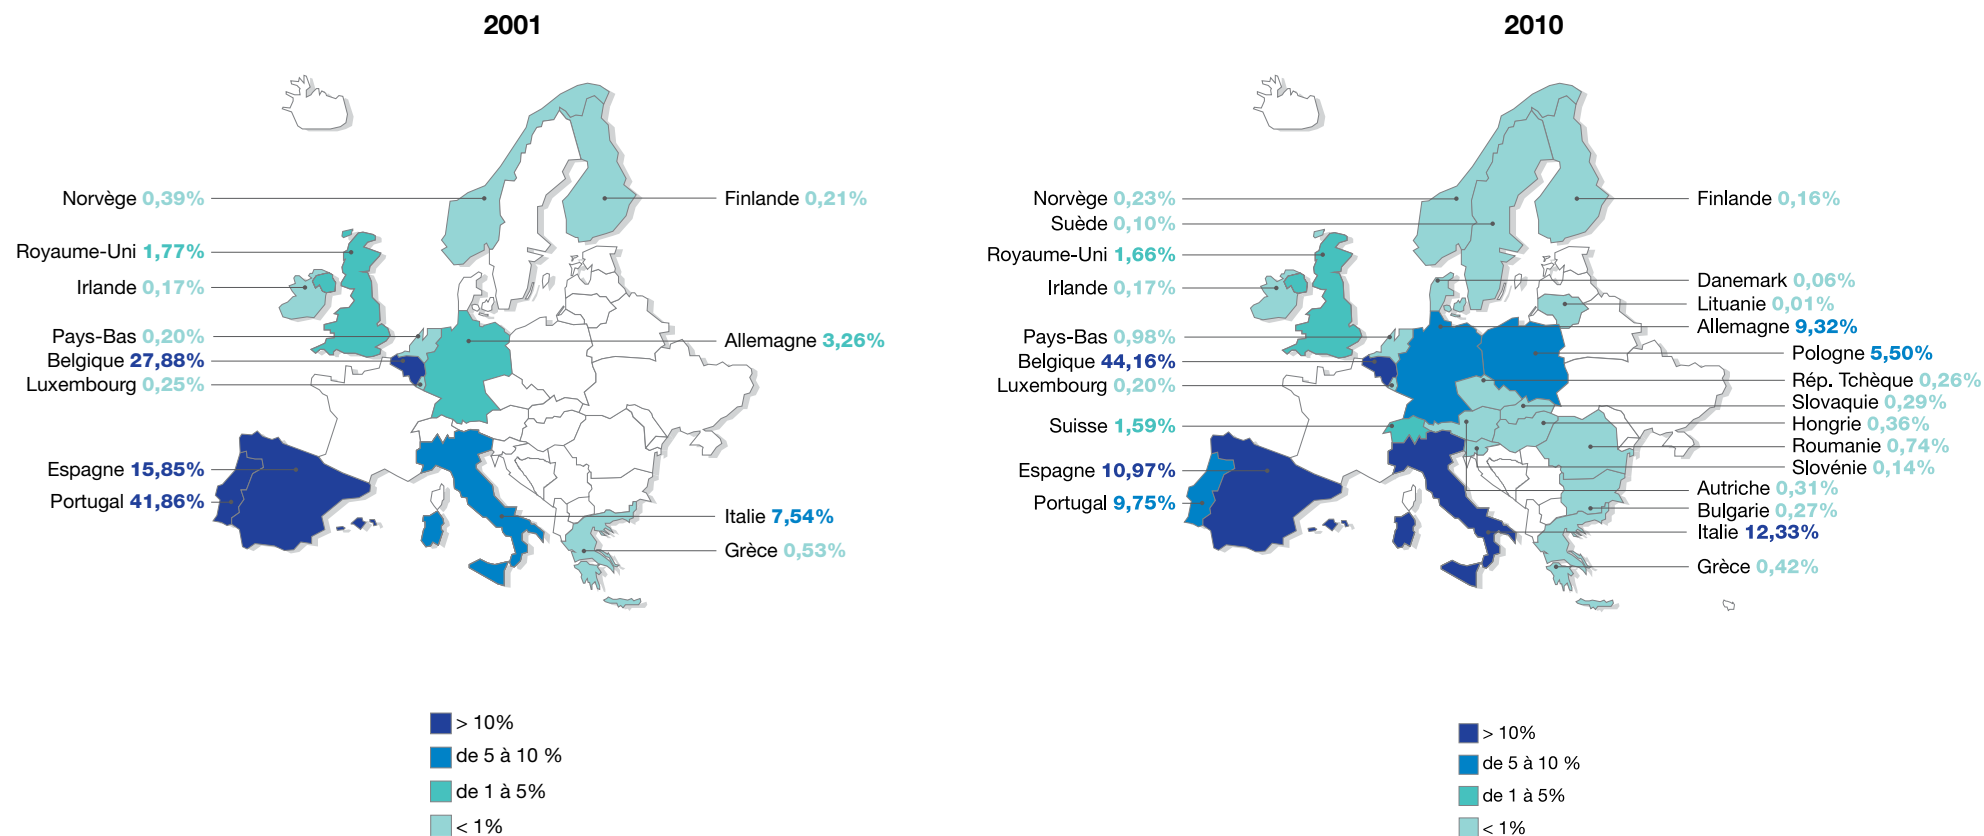 2001
Norvège 0,39%
Finlande 0,21%
Royaume-Uni 1,77%
Irlande 0,17%
Pays-Bas 0,20%
Belgique 27,88%
Luxembourg 0,25%
Allemagne 3,26%
Espagne 15,85%
Portugal 41,86%
Italie 7,54%
Grèce 0,53%
> 10%
de 5 à 10 %
de 1 à 5%
< 1%
2010
Norvège 0,23%
Suède 0,10%
Royaume-Uni 1,66%
Irlande 0,17%
Pays-Bas 0,98%
Belgique 44,16%
Luxembourg 0,20%
Suisse 1,59%
Espagne 10,97%
Portugal 9,75%
Finlande 0,16%
Danemark 0,06%
Lituanie 0,01%
Allemagne 9,32%
Pologne 5,50%
Rép. Tchèque 0,26%
Slovaquie 0,29%
Hongrie 0,36%
Roumanie 0,74%
Slovénie 0,14%
Autriche 0,31%
Bulgarie 0,27%
Italie 12,33%
Grèce 0,42%
> 10%
de 5 à 10 %
de 1 à 5%
< 1%